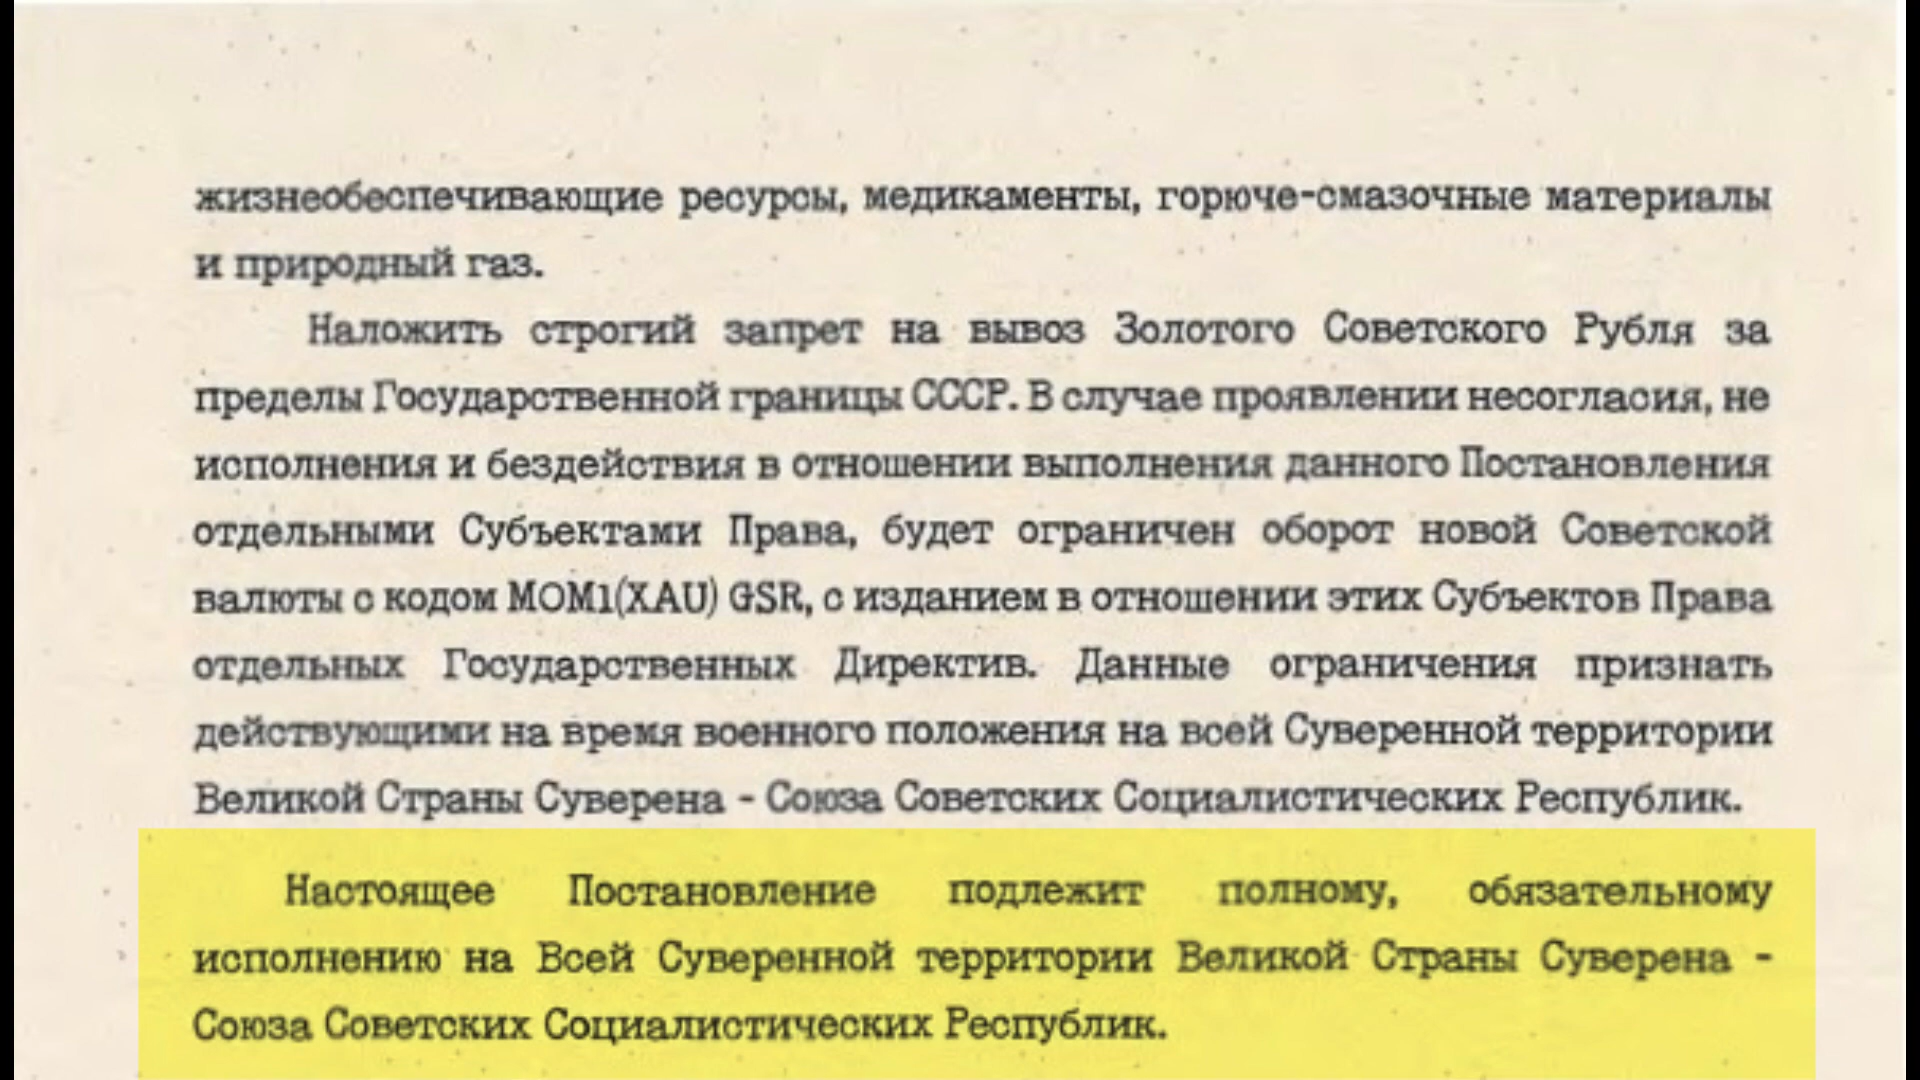 жизнеобеспечивающие ресурсы, медикаменты, горюче-смазочные материалы
и природный газ.
Наложить строгий запрет на вывоз Золотого Советского Рубля за
пределы Государственной границы СССР. В случае проявлении несогласия, не
исполнения и бездействия в отношении выполнения данного Постановления
отдельными Субъектами Права, будет ограничен оборот новой Советской
валюты с кодом МОМ1(XAU) GSR, с изданием в отношении этих Субъектов Права
отдельных Государственных Директив. Данные ограничения признать
действующими на время военного положения на всей Суверенной территории
Великой Страны Суверена - Союза Советских Социалистических Республик.
Настоящее Постановление подлежит полному, обязательному
исполнению на Всей Суверенной территории Великой Страны Суверена -
Союза Советских Социалистических Республик.